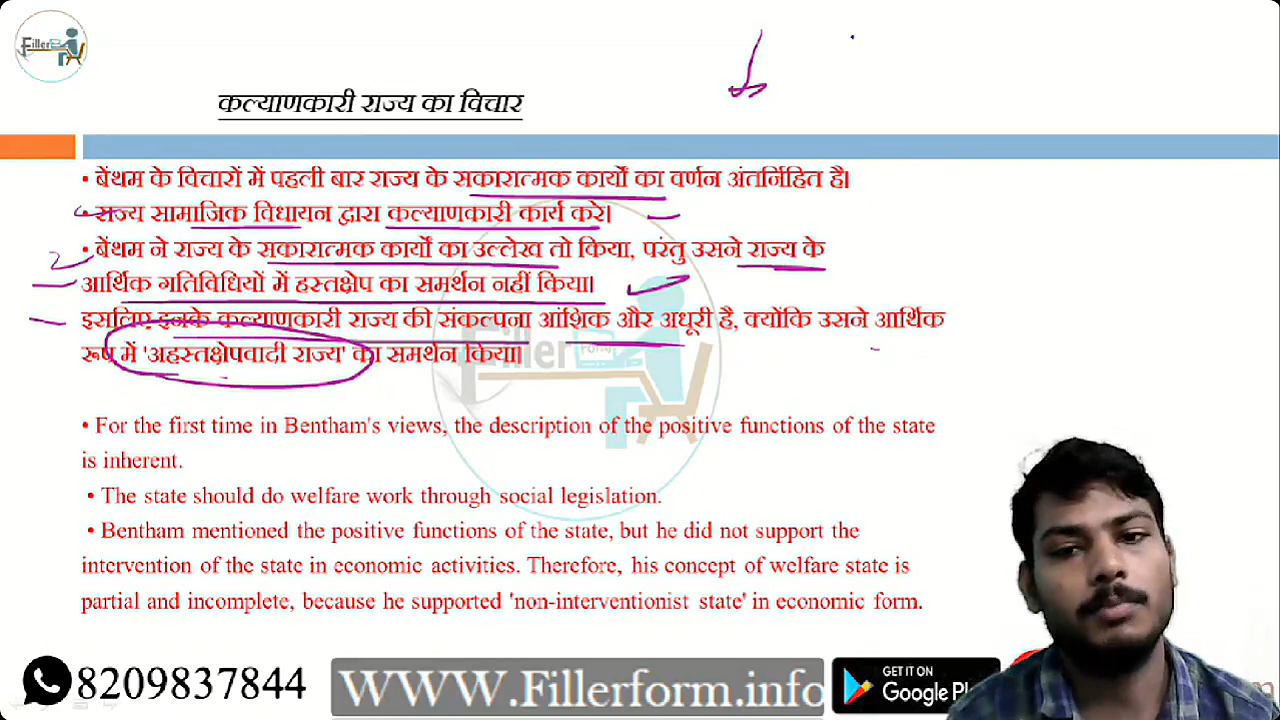 Filler
कल्याणकारी राज्य का विचार
• बेंथम के विचारों में पहली बार राज्य के सकारात्मक कार्यों का वर्णन अंतर्निहित है।
• राज्य सामाजिक विधायन द्वारा कल्याणकारी कार्य करे।
• बेंथम ने राज्य के सकारात्मक कार्यों का उल्लेख तो किया, परंतु उसने राज्य के
आर्थिक गतिविधियों में हस्तक्षेप का समर्थन नहीं किया।
इसलिए इनके कल्याणकारी राज्य की संकल्पना आंशिक और अधूरी है, क्योंकि उसने आर्थिक
रूप में 'अहस्तक्षेपवादी राज्य' का समर्थन किया।
Filler
Form
• For the first time in Bentham's views, the description of the positive functions of the state
is inherent.
• The state should do welfare work through social legislation.
• Bentham mentioned the positive functions of the state, but he did not support the
intervention of the state in economic activities. Therefore, his concept of welfare state is
partial and incomplete, because he supported 'non-interventionist state' in economic form.
8209837844
WWW.Fillerform.info
GET IT ON
Google Pl